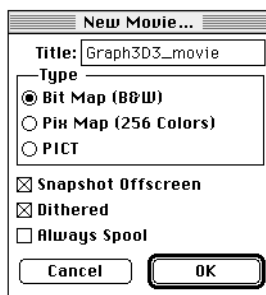 New Movie...
Title: Graph3D3_movie
Type
Bit Map (B&W)
Pix Map (256 Colors)
PICT
Snapshot Offscreen
Dithered
Always Spool
Cancel OK